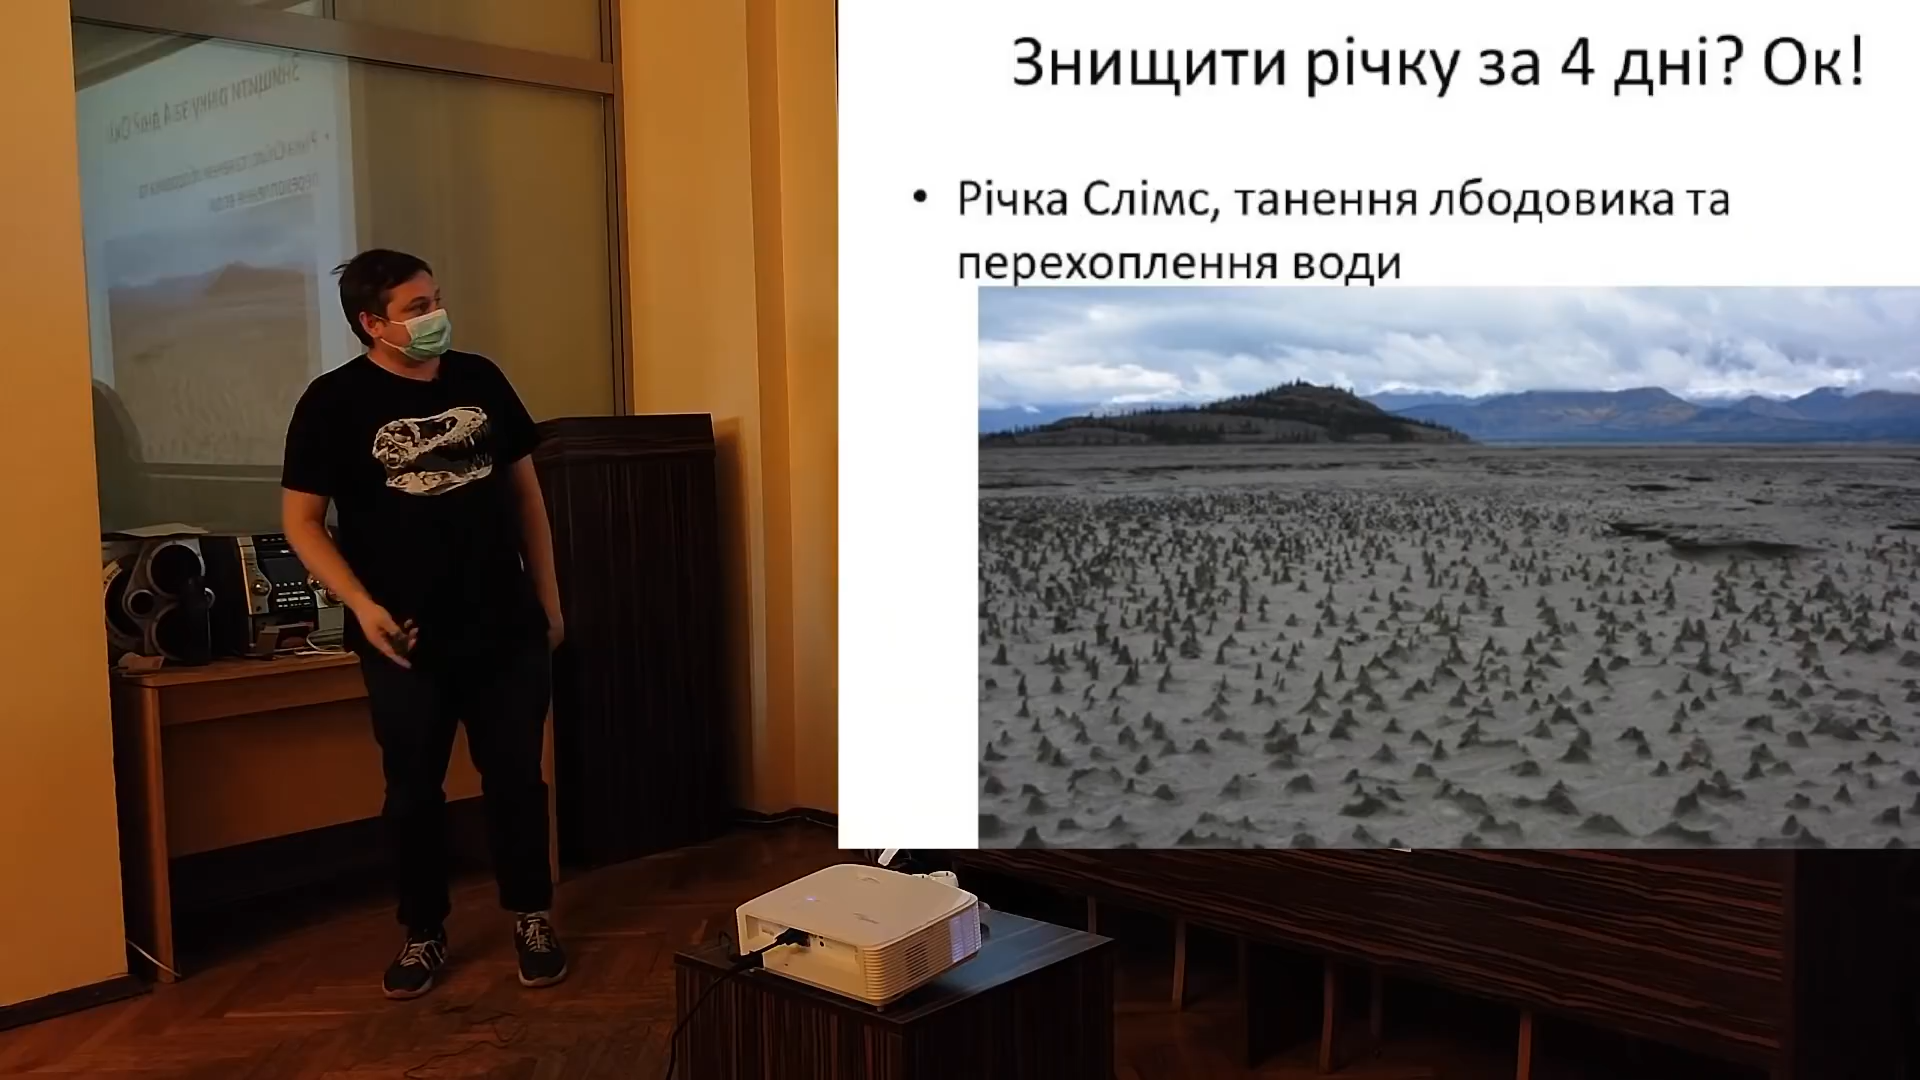 Знищити річку за 4 дні? Ок!
• Річка Слімс, танення лбодовика та
перехоплення води